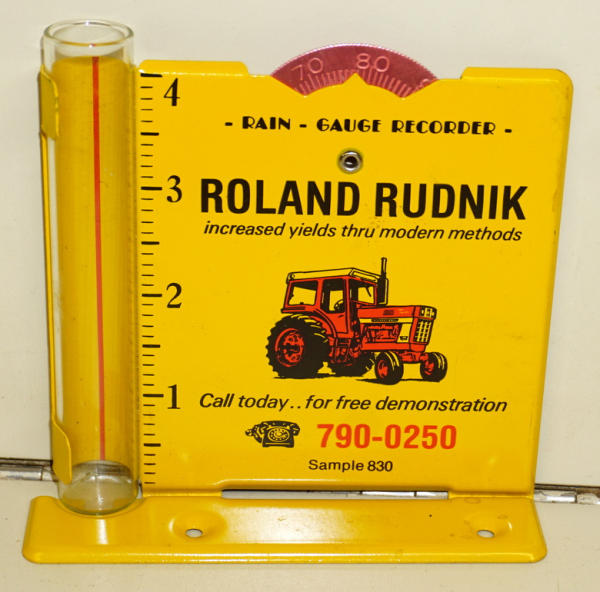 70 80
4
- RAIN - GAUGE RECORDER -
3
ROLAND RUDNIK
increased yields thru modern methods
2
1
Call today..for free demonstration
790-0250
Sample 830